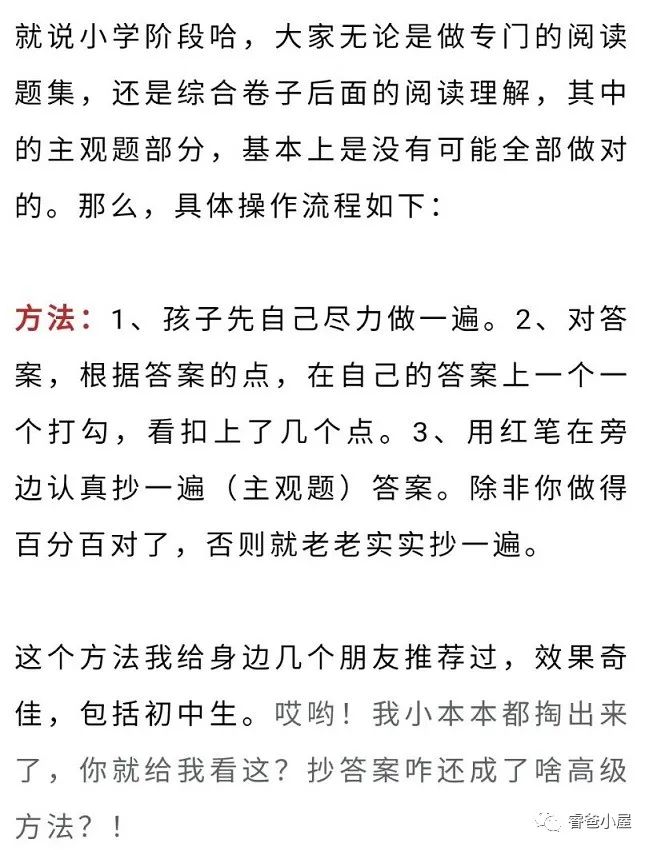 就说小学阶段哈，大家无论是做专门的阅读
题集，还是综合卷子后面的阅读理解，其中
的主观题部分，基本上是没有可能全部做对
的。那么，具体操作流程如下：
方法：1、孩子先自己尽力做一遍。2、对答
案，根据答案的点，在自己的答案上一个一
个打勾，看扣上了几个点。3、用红笔在旁
边认真抄一遍（主观题）答案。除非你做得
百分百对了，否则就老老实实抄一遍。
这个方法我给身边几个朋友推荐过，效果奇
佳，包括初中生。哎哟！我小本本都掏出来
了，你就给我看这？抄答案咋还成了啥高级
方法？！
睿爸小屋